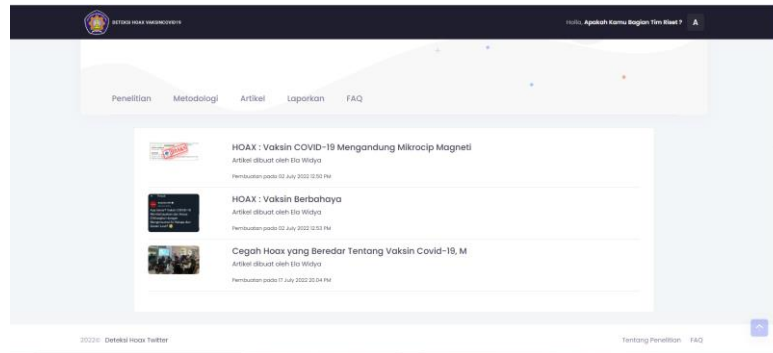 DETEKSI HOAX VAKSINCOVID19
Hallo, Apakah Kamu Bagian Tim Riset ? A
Penelitian Metodologi Artikel Laporkan FAQ
HOAX : Vaksin COVID-19 Mengandung Mikrocip Magneti
Artikel dibuat oleh Ela Widya
Pembuatan pada 02 July 2022 13:50 PM
HOAX : Vaksin Berbahaya
Artikel dibuat oleh Ela Widya
Pembuatan pada 02 July 2022 13:53 PM
Cegah Hoax yang Beredar Tentang Vaksin Covid-19, M
Artikel dibuat oleh Ela Widya
Pembuatan pada 17 July 2022 20:04 PM
2022© Deteksi Hoax Twitter
Tentang Penelitian FAQ